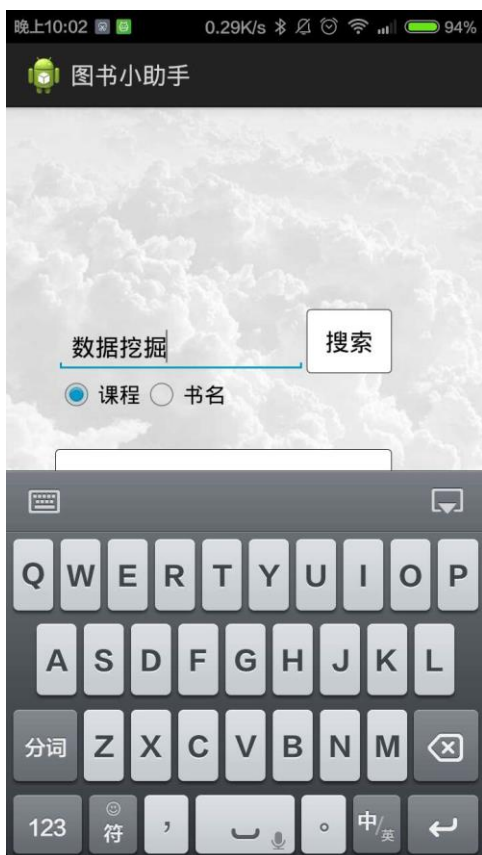 晚上10:02 0.29K/s 94%
图书小助手
数据挖掘 搜索
课程 书名
Q W E R T Y U I O P
A S D F G H J K L
分词 Z X C V B N M
123 符 , 。 中/英